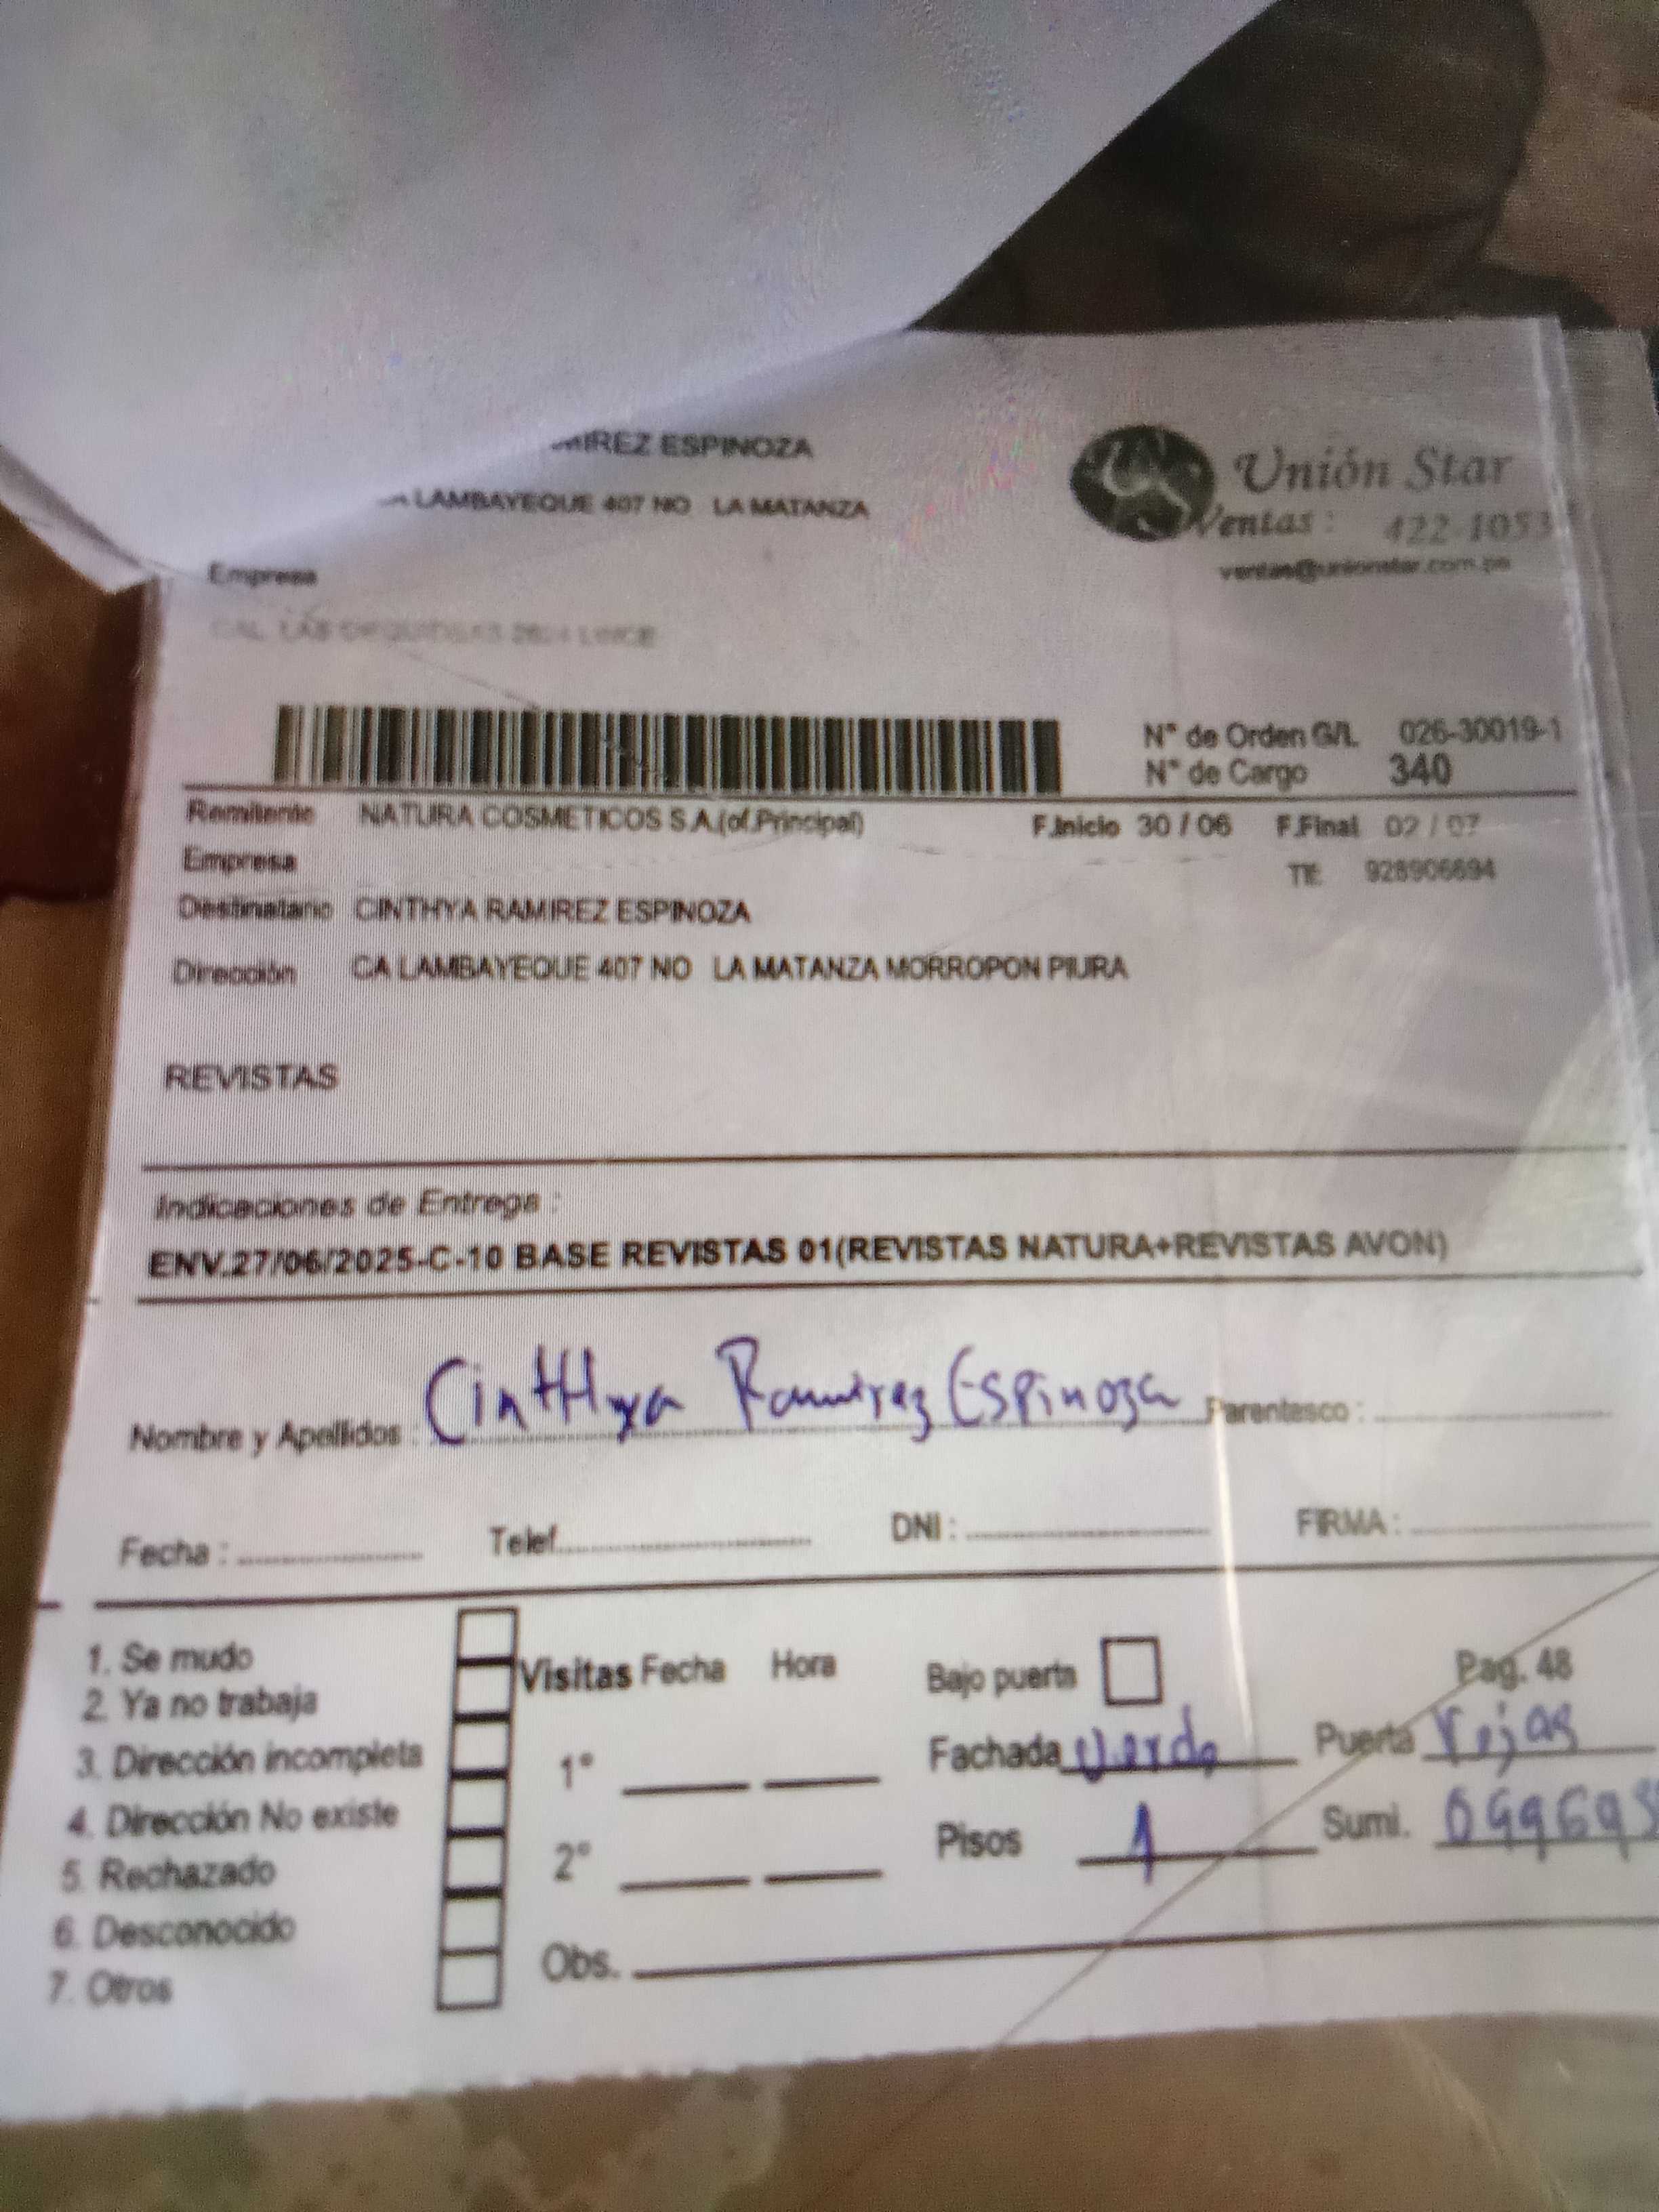 MIREZ ESPINOZA
LAMBAYEQUE 407 NO LA MATANZA
Unión Star
Ventas: 422-1053
ventas@unionstar.com.pe
Empresa
N° de Orden G/L 026-30019-1
N° de Cargo 340
Remitente NATURA COSMETICOS S.A.(of.Principal) F.Inicio 30 / 06 F.Final 02 / 07
Empresa
Tlf: 928906694
Destinatario CINTHYA RAMIREZ ESPINOZA
Dirección CA LAMBAYEQUE 407 NO LA MATANZA MORROPON PIURA
REVISTAS
Indicaciones de Entrega :
ENV.27/06/2025-C-10 BASE REVISTAS 01(REVISTAS NATURA+REVISTAS AVON)
Nombre y Apellidos : Cinthya Ramirez Espinoza Parentesco :
Fecha : Telef. DNI : FIRMA :
1. Se mudo
2. Ya no trabaja
3. Dirección incompleta
4. Dirección No existe
5. Rechazado
6. Desconocido
7. Otros
Visitas Fecha Hora
1°
2°
Obs.
Bajo puerta Pag. 48
Fachada Verde Puerta rejas
Pisos 1 Sumi.